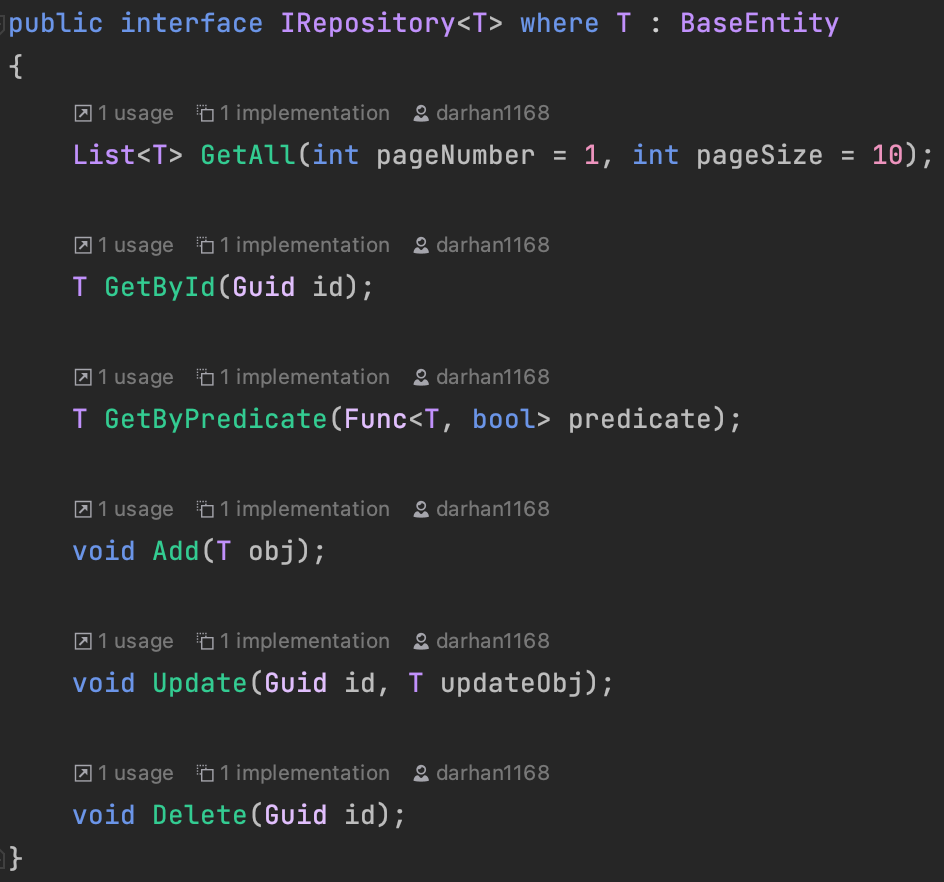 public interface IRepository<T> where T : BaseEntity
{
1 usage 1 implementation darhan1168
List<T> GetAll(int pageNumber = 1, int pageSize = 10);
1 usage 1 implementation darhan1168
T GetById(Guid id);
1 usage 1 implementation darhan1168
T GetByPredicate(Func<T, bool> predicate);
1 usage 1 implementation darhan1168
void Add(T obj);
1 usage 1 implementation darhan1168
void Update(Guid id, T updateObj);
1 usage 1 implementation darhan1168
void Delete(Guid id);
}